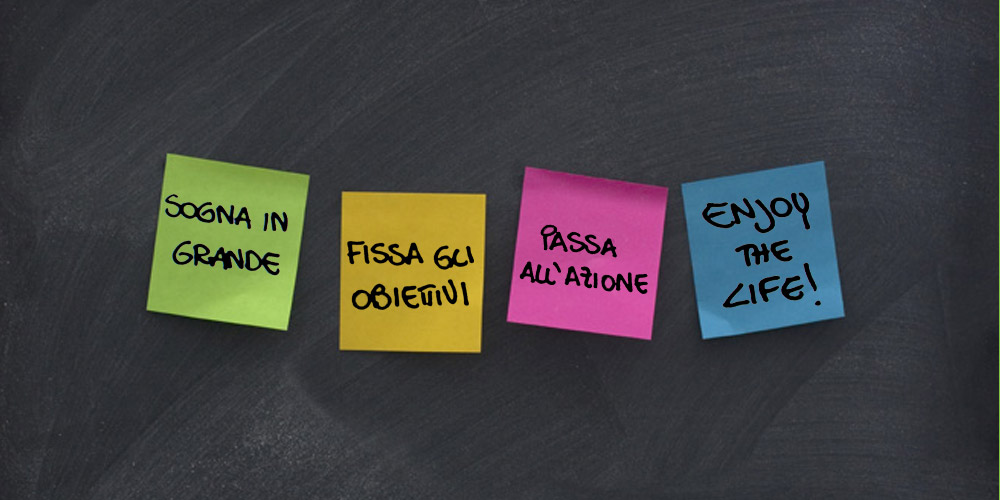 SOGNA IN
GRANDE
FISSA GLI
OBIETTIVI
PASSA
ALL'AZIONE
ENJOY
THE
LIFE!